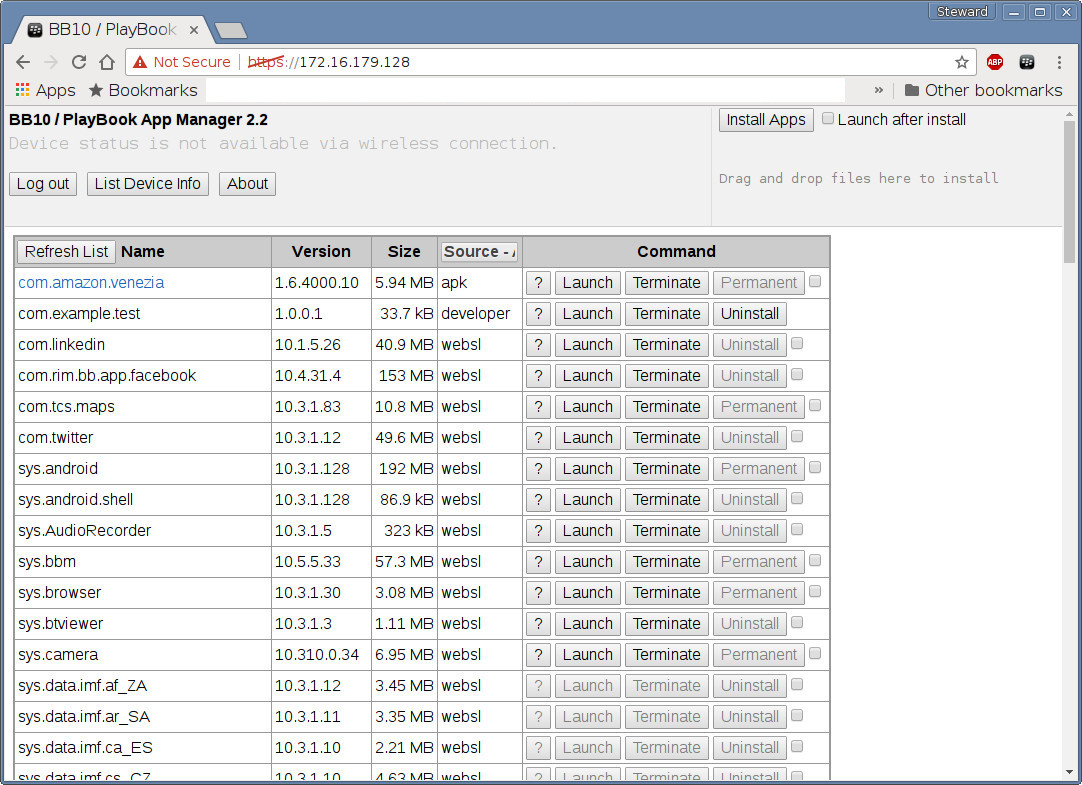 Steward
BB10 / PlayBook
Not Secure https://172.16.179.128
ABP
Apps Bookmarks » Other bookmarks
BB10 / PlayBook App Manager 2.2
Device status is not available via wireless connection.
Log out List Device Info About
Install Apps Launch after install
Drag and drop files here to install
Refresh List Name Version Size Source - Command
com.amazon.venezia 1.6.4000.10 5.94 MB apk ? Launch Terminate Permanent
com.example.test 1.0.0.1 33.7 kB developer ? Launch Terminate Uninstall
com.linkedin 10.1.5.26 40.9 MB websl ? Launch Terminate Uninstall
com.rim.bb.app.facebook 10.4.31.4 153 MB websl ? Launch Terminate Uninstall
com.tcs.maps 10.3.1.83 10.8 MB websl ? Launch Terminate Permanent
com.twitter 10.3.1.12 49.6 MB websl ? Launch Terminate Uninstall
sys.android 10.3.1.128 192 MB websl ? Launch Terminate Permanent
sys.android.shell 10.3.1.128 86.9 kB websl ? Launch Terminate Uninstall
sys.AudioRecorder 10.3.1.5 323 kB websl ? Launch Terminate Uninstall
sys.bbm 10.5.5.33 57.3 MB websl ? Launch Terminate Permanent
sys.browser 10.3.1.30 3.08 MB websl ? Launch Terminate Permanent
sys.btviewer 10.3.1.3 1.11 MB websl ? Launch Terminate Uninstall
sys.camera 10.310.0.34 6.95 MB websl ? Launch Terminate Permanent
sys.data.imf.af_ZA 10.3.1.12 3.45 MB websl ? Launch Terminate Uninstall
sys.data.imf.ar_SA 10.3.1.11 3.35 MB websl ? Launch Terminate Uninstall
sys.data.imf.ca_ES 10.3.1.10 2.21 MB websl ? Launch Terminate Uninstall
sys.data.imf.cs_CZ 10.3.1.10 4.63 MB websl ? Launch Terminate Uninstall